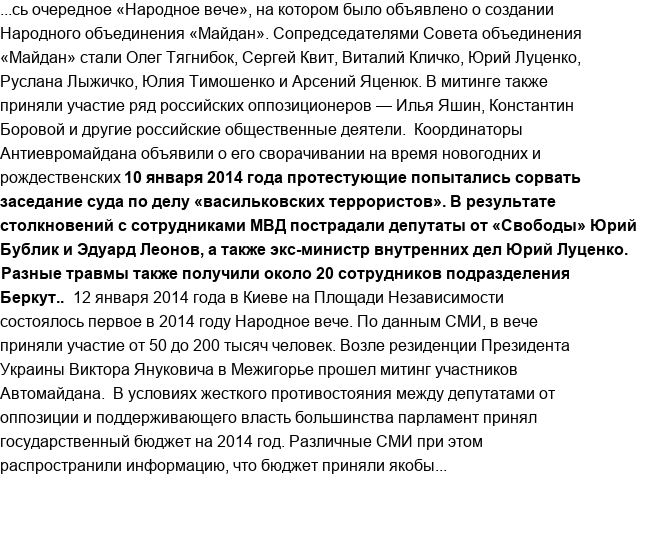 ...сь очередное «Народное вече», на котором было объявлено о создании
Народного объединения «Майдан». Сопредседателями Совета объединения
«Майдан» стали Олег Тягнибок, Сергей Квит, Виталий Кличко, Юрий Луценко,
Руслана Лыжичко, Юлия Тимошенко и Арсений Яценюк. В митинге также
приняли участие ряд российских оппозиционеров — Илья Яшин, Константин
Боровой и другие российские общественные деятели.  Координаторы
Антиевромайдана объявили о его сворачивании на время новогодних и
рождественских 10 января 2014 года протестующие попытались сорвать
заседание суда по делу «васильковских террористов». В результате
столкновений с сотрудниками МВД пострадали депутаты от «Свободы» Юрий
Бублик и Эдуард Леонов, а также экс-министр внутренних дел Юрий Луценко.
Разные травмы также получили около 20 сотрудников подразделения
Беркут..  12 января 2014 года в Киеве на Площади Независимости
состоялось первое в 2014 году Народное вече. По данным СМИ, в вече
приняли участие от 50 до 200 тысяч человек. Возле резиденции Президента
Украины Виктора Януковича в Межигорье прошел митинг участников
Автомайдана.  В условиях жесткого противостояния между депутатами от
оппозиции и поддерживающего власть большинства парламент принял
государственный бюджет на 2014 год. Различные СМИ при этом
распространили информацию, что бюджет приняли якобы...